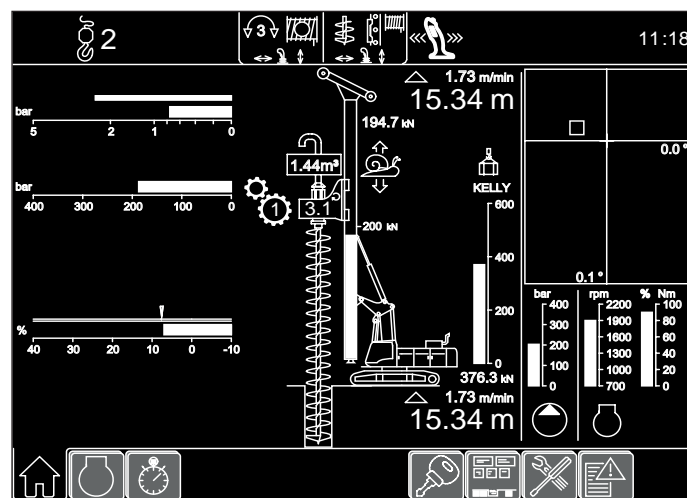 2
3
11:18
1.73 m/min
15.34 m
bar
5 2 1 0
194.7 kN
0.0 °
1.44m³
KELLY
bar
400 300 200 100 0
1
3.1
600
200 kN
400
0.1 °
200
0
bar
400
300
200
100
0
rpm
2200
1900
1600
1300
1000
700
% Nm
100
80
60
40
20
0
%
40 30 20 10 0 -10
376.3 kN
1.73 m/min
15.34 m